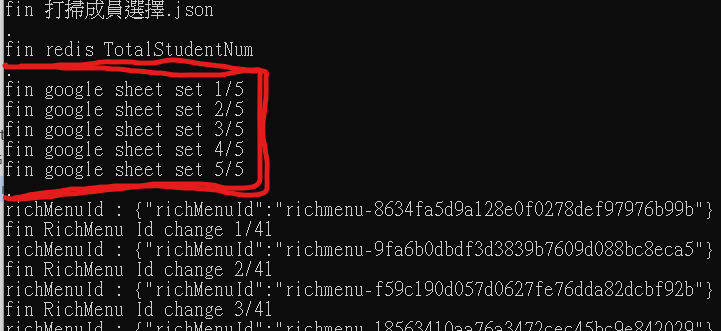 fin 打掃成員選擇.json
.
fin redis TotalStudentNum
.
fin google sheet set 1/5
fin google sheet set 2/5
fin google sheet set 3/5
fin google sheet set 4/5
fin google sheet set 5/5
.
richMenuId : {"richMenuId":"richmenu-8634fa5d9a128e0f0278def97976b99b"}
fin RichMenu Id change 1/41
richMenuId : {"richMenuId":"richmenu-9fa6b0dbdf3d3839b7609d088bc8eca5"}
fin RichMenu Id change 2/41
richMenuId : {"richMenuId":"richmenu-f59c190d057d0627fe76dda82dcbf92b"}
fin RichMenu Id change 3/41
richMenuId : {"richMenuId":"richmenu-18563410aa76a3472cec45bc9e842029"}